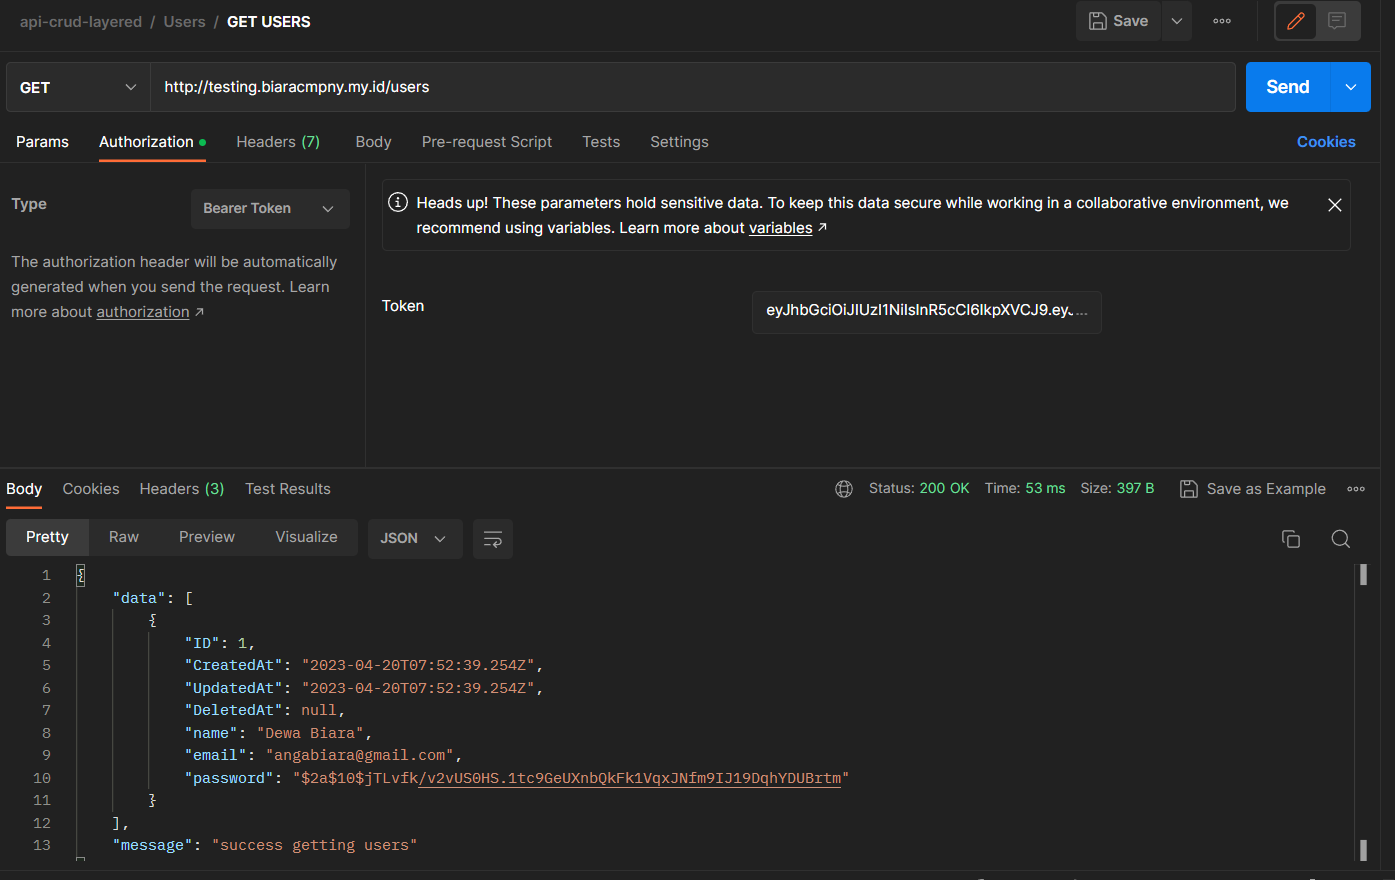 api-crud-layered / Users / GET USERS
Save
GET
http://testing.biaracmpny.my.id/users
Send
Params Authorization Headers (7) Body Pre-request Script Tests Settings Cookies
Type
Bearer Token
The authorization header will be automatically
generated when you send the request. Learn
more about authorization ↗
Heads up! These parameters hold sensitive data. To keep this data secure while working in a collaborative environment, we
recommend using variables. Learn more about variables ↗
Token
eyJhbGciOiJIUzI1NiIsInR5cCI6IkpXVCJ9.eyJ...
Body Cookies Headers (3) Test Results
Status: 200 OK Time: 53 ms Size: 397 B Save as Example
Pretty Raw Preview Visualize JSON
1 {
2 "data": [
3 {
4 "ID": 1,
5 "CreatedAt": "2023-04-20T07:52:39.254Z",
6 "UpdatedAt": "2023-04-20T07:52:39.254Z",
7 "DeletedAt": null,
8 "name": "Dewa Biara",
9 "email": "angabiara@gmail.com",
10 "password": "$2a$10$jTLvfk/v2vUS0HS.1tc9GeUXnbQkFk1VqxJNfm9IJ19DqhYDUBrtm"
11 }
12 ],
13 "message": "success getting users"